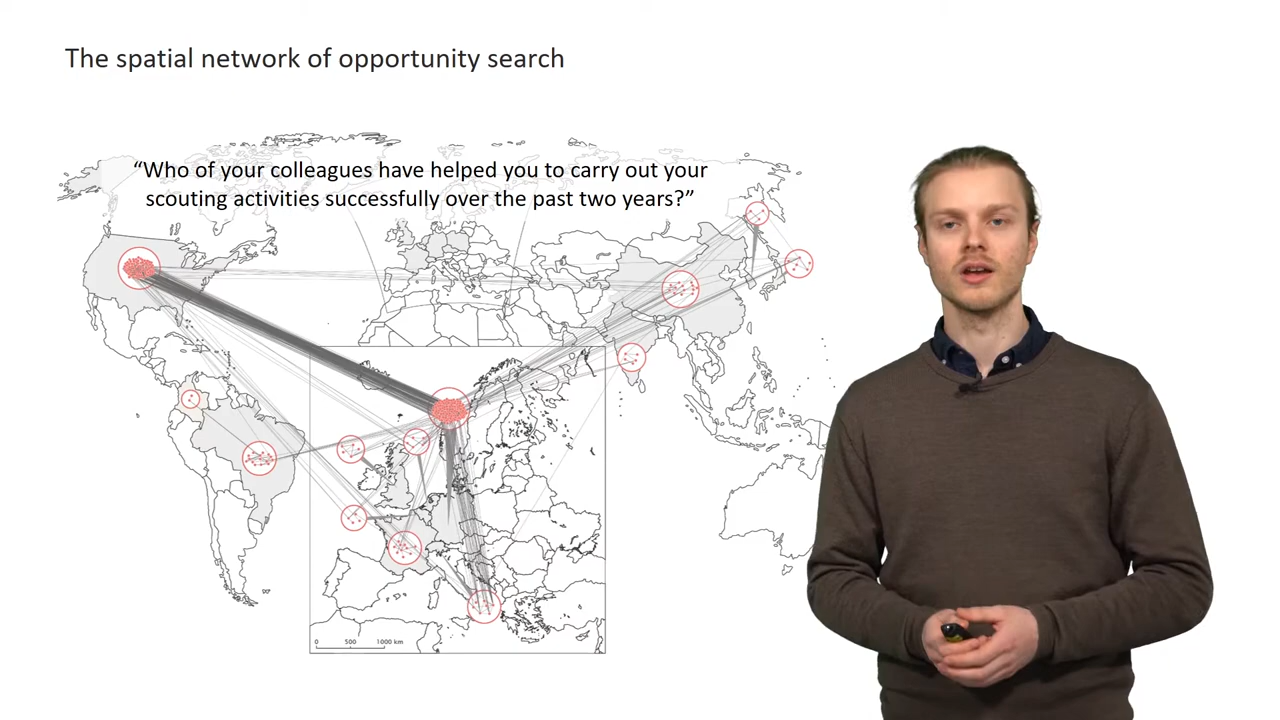 The spatial network of opportunity search
“Who of your colleagues have helped you to carry out your
scouting activities successfully over the past two years?”
0 500 1000 km